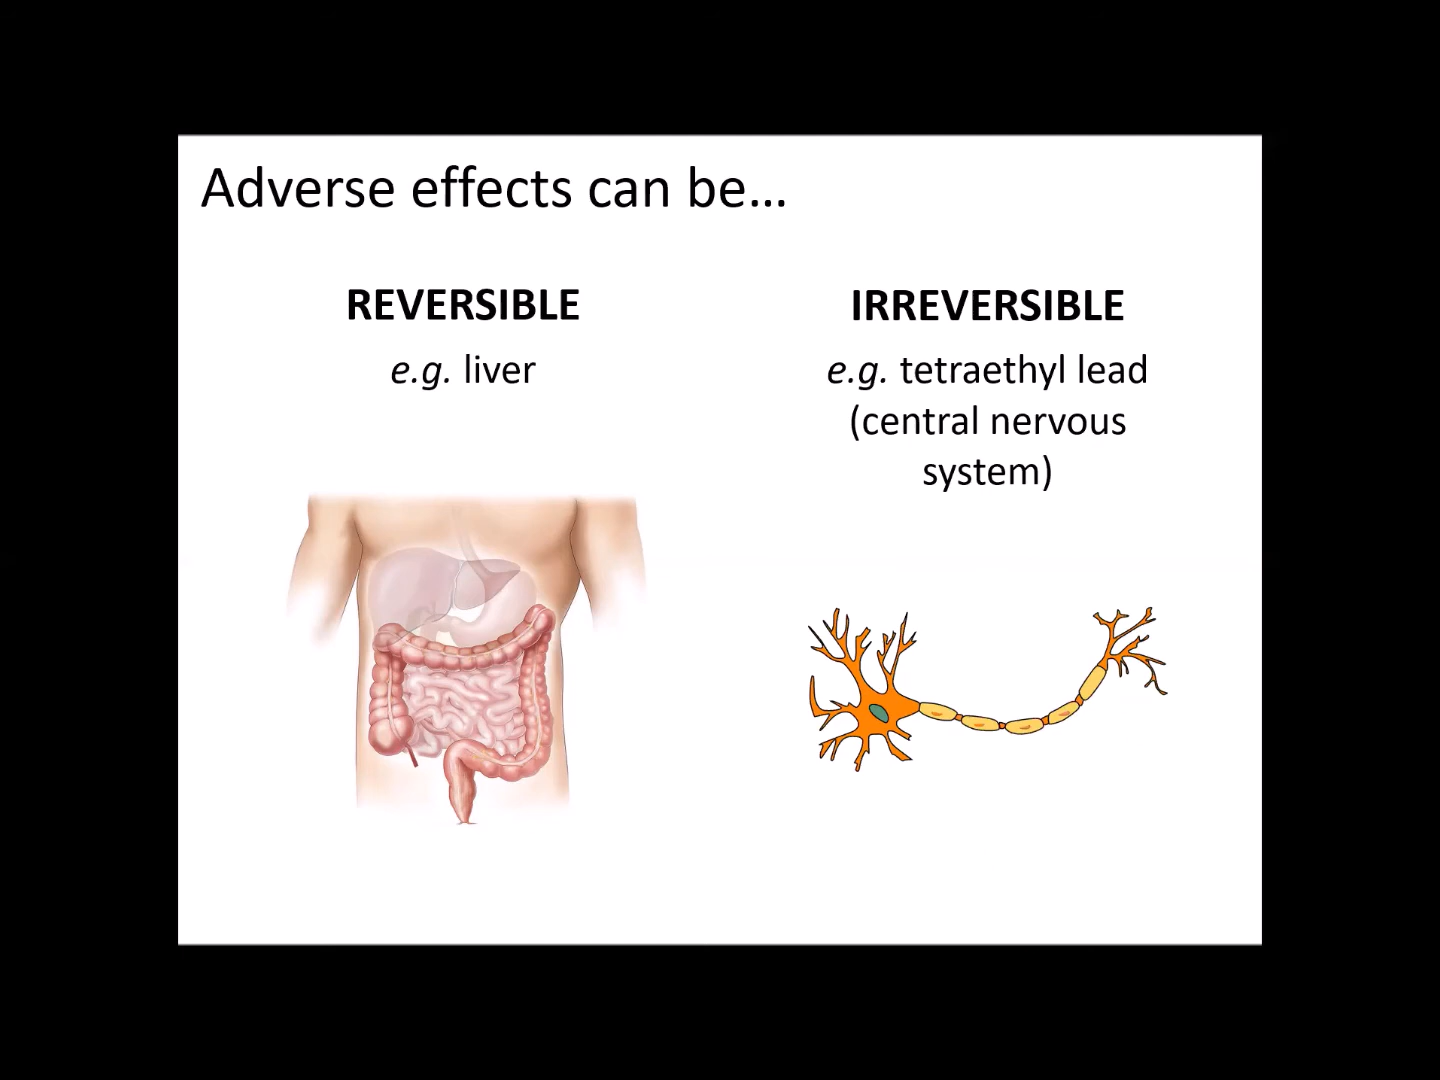 Adverse effects can be…
REVERSIBLE
e.g. liver
IRREVERSIBLE
e.g. tetraethyl lead
(central nervous
system)